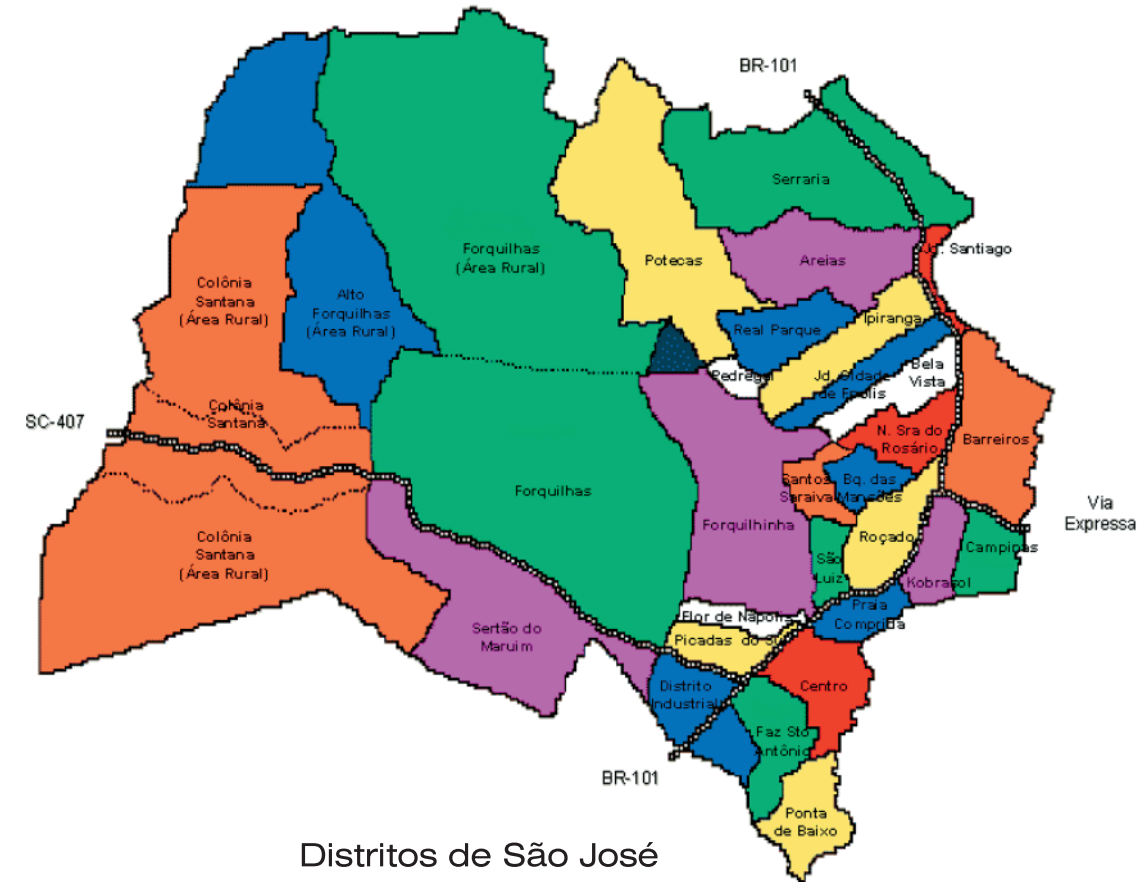 BR-101
Serraria
Jd. Santiago
Forquilhas
(Área Rural)
Potecas
Areias
Colônia
Santana
(Área Rural)
Alto
Forquilhas
(Área Rural)
Real Parque
Ipiranga
Pedregal
Jd. Cidade
de Fpolis
Bela
Vista
Colônia
Santana
SC-407
N. Sra do
Rosário
Barreiros
Forquilhas
Santos
Saraiva
Bq. das
Mansões
Via
Expressa
Forquilhinha
Roçado
Campinas
Colônia
Santana
(Área Rural)
São
Luiz
Kobrasol
Praia
Comprida
Flor de Nápolis
Sertão do
Maruim
Picadas do Sul
Distrito
Industrial
Centro
Faz Sto
Antônio
BR-101
Ponta
de Baixo
Distritos de São José